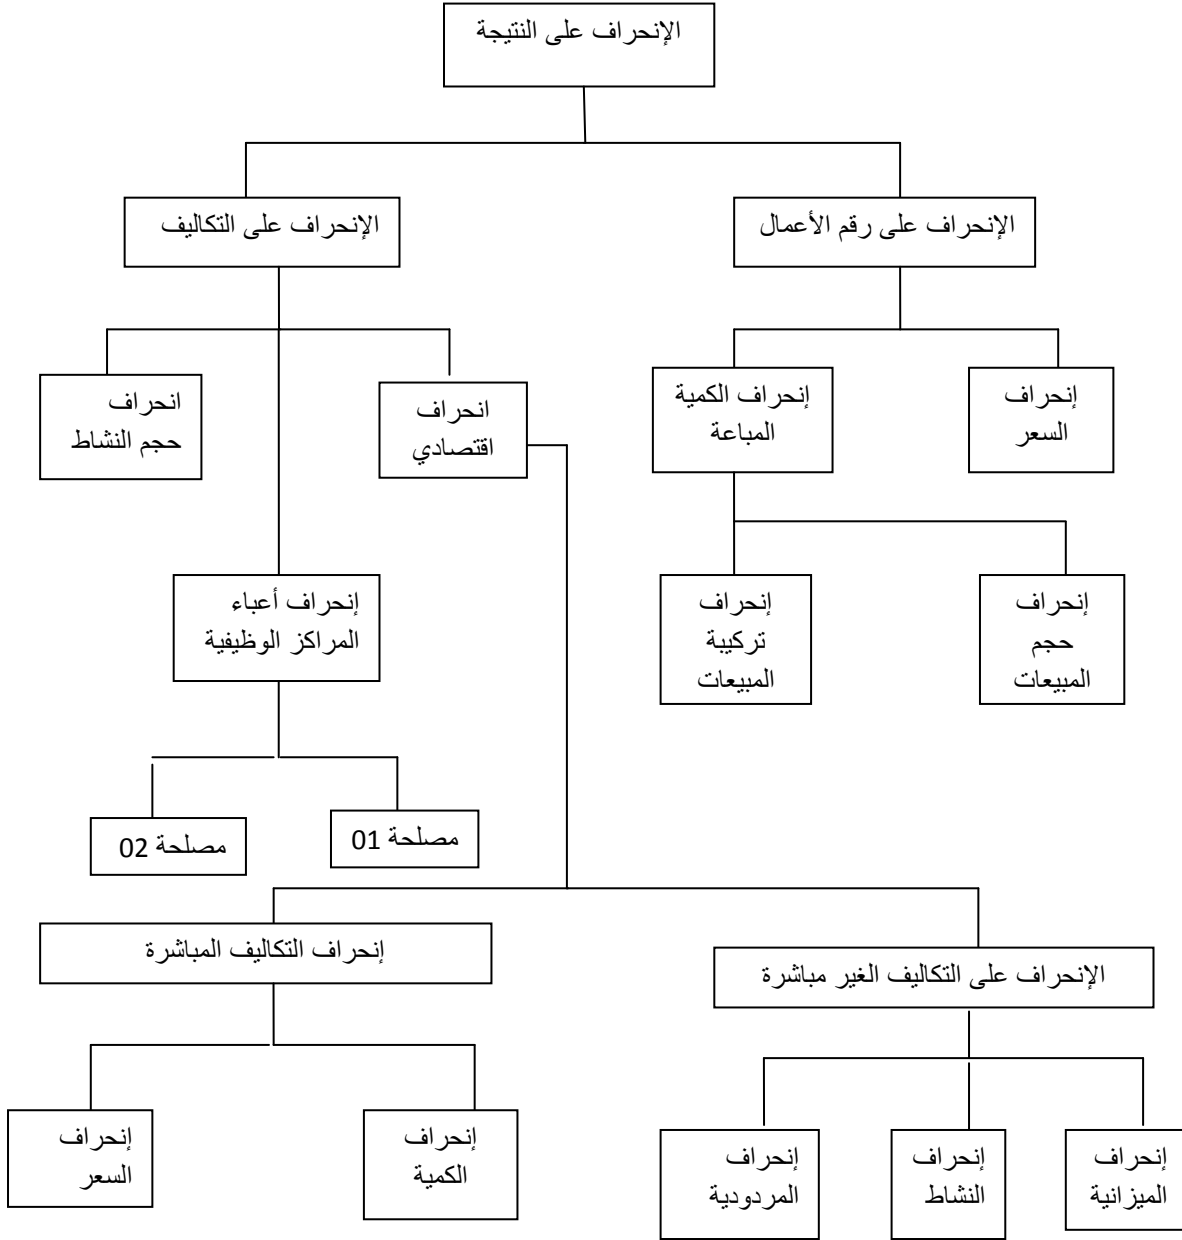 الإنحراف على النتيجة
الإنحراف على رقم الأعمال
الإنحراف على التكاليف
إنحراف
السعر
إنحراف الكمية
المباعة
انحراف
اقتصادي
انحراف
حجم النشاط
إنحراف
حجم
المبيعات
إنحراف
تركيبة
المبيعات
إنحراف أعباء
المراكز الوظيفية
مصلحة 01
مصلحة 02
الإنحراف على التكاليف الغير مباشرة
إنحراف التكاليف المباشرة
إنحراف
الميزانية
إنحراف
النشاط
إنحراف
المردودية
إنحراف
الكمية
إنحراف
السعر